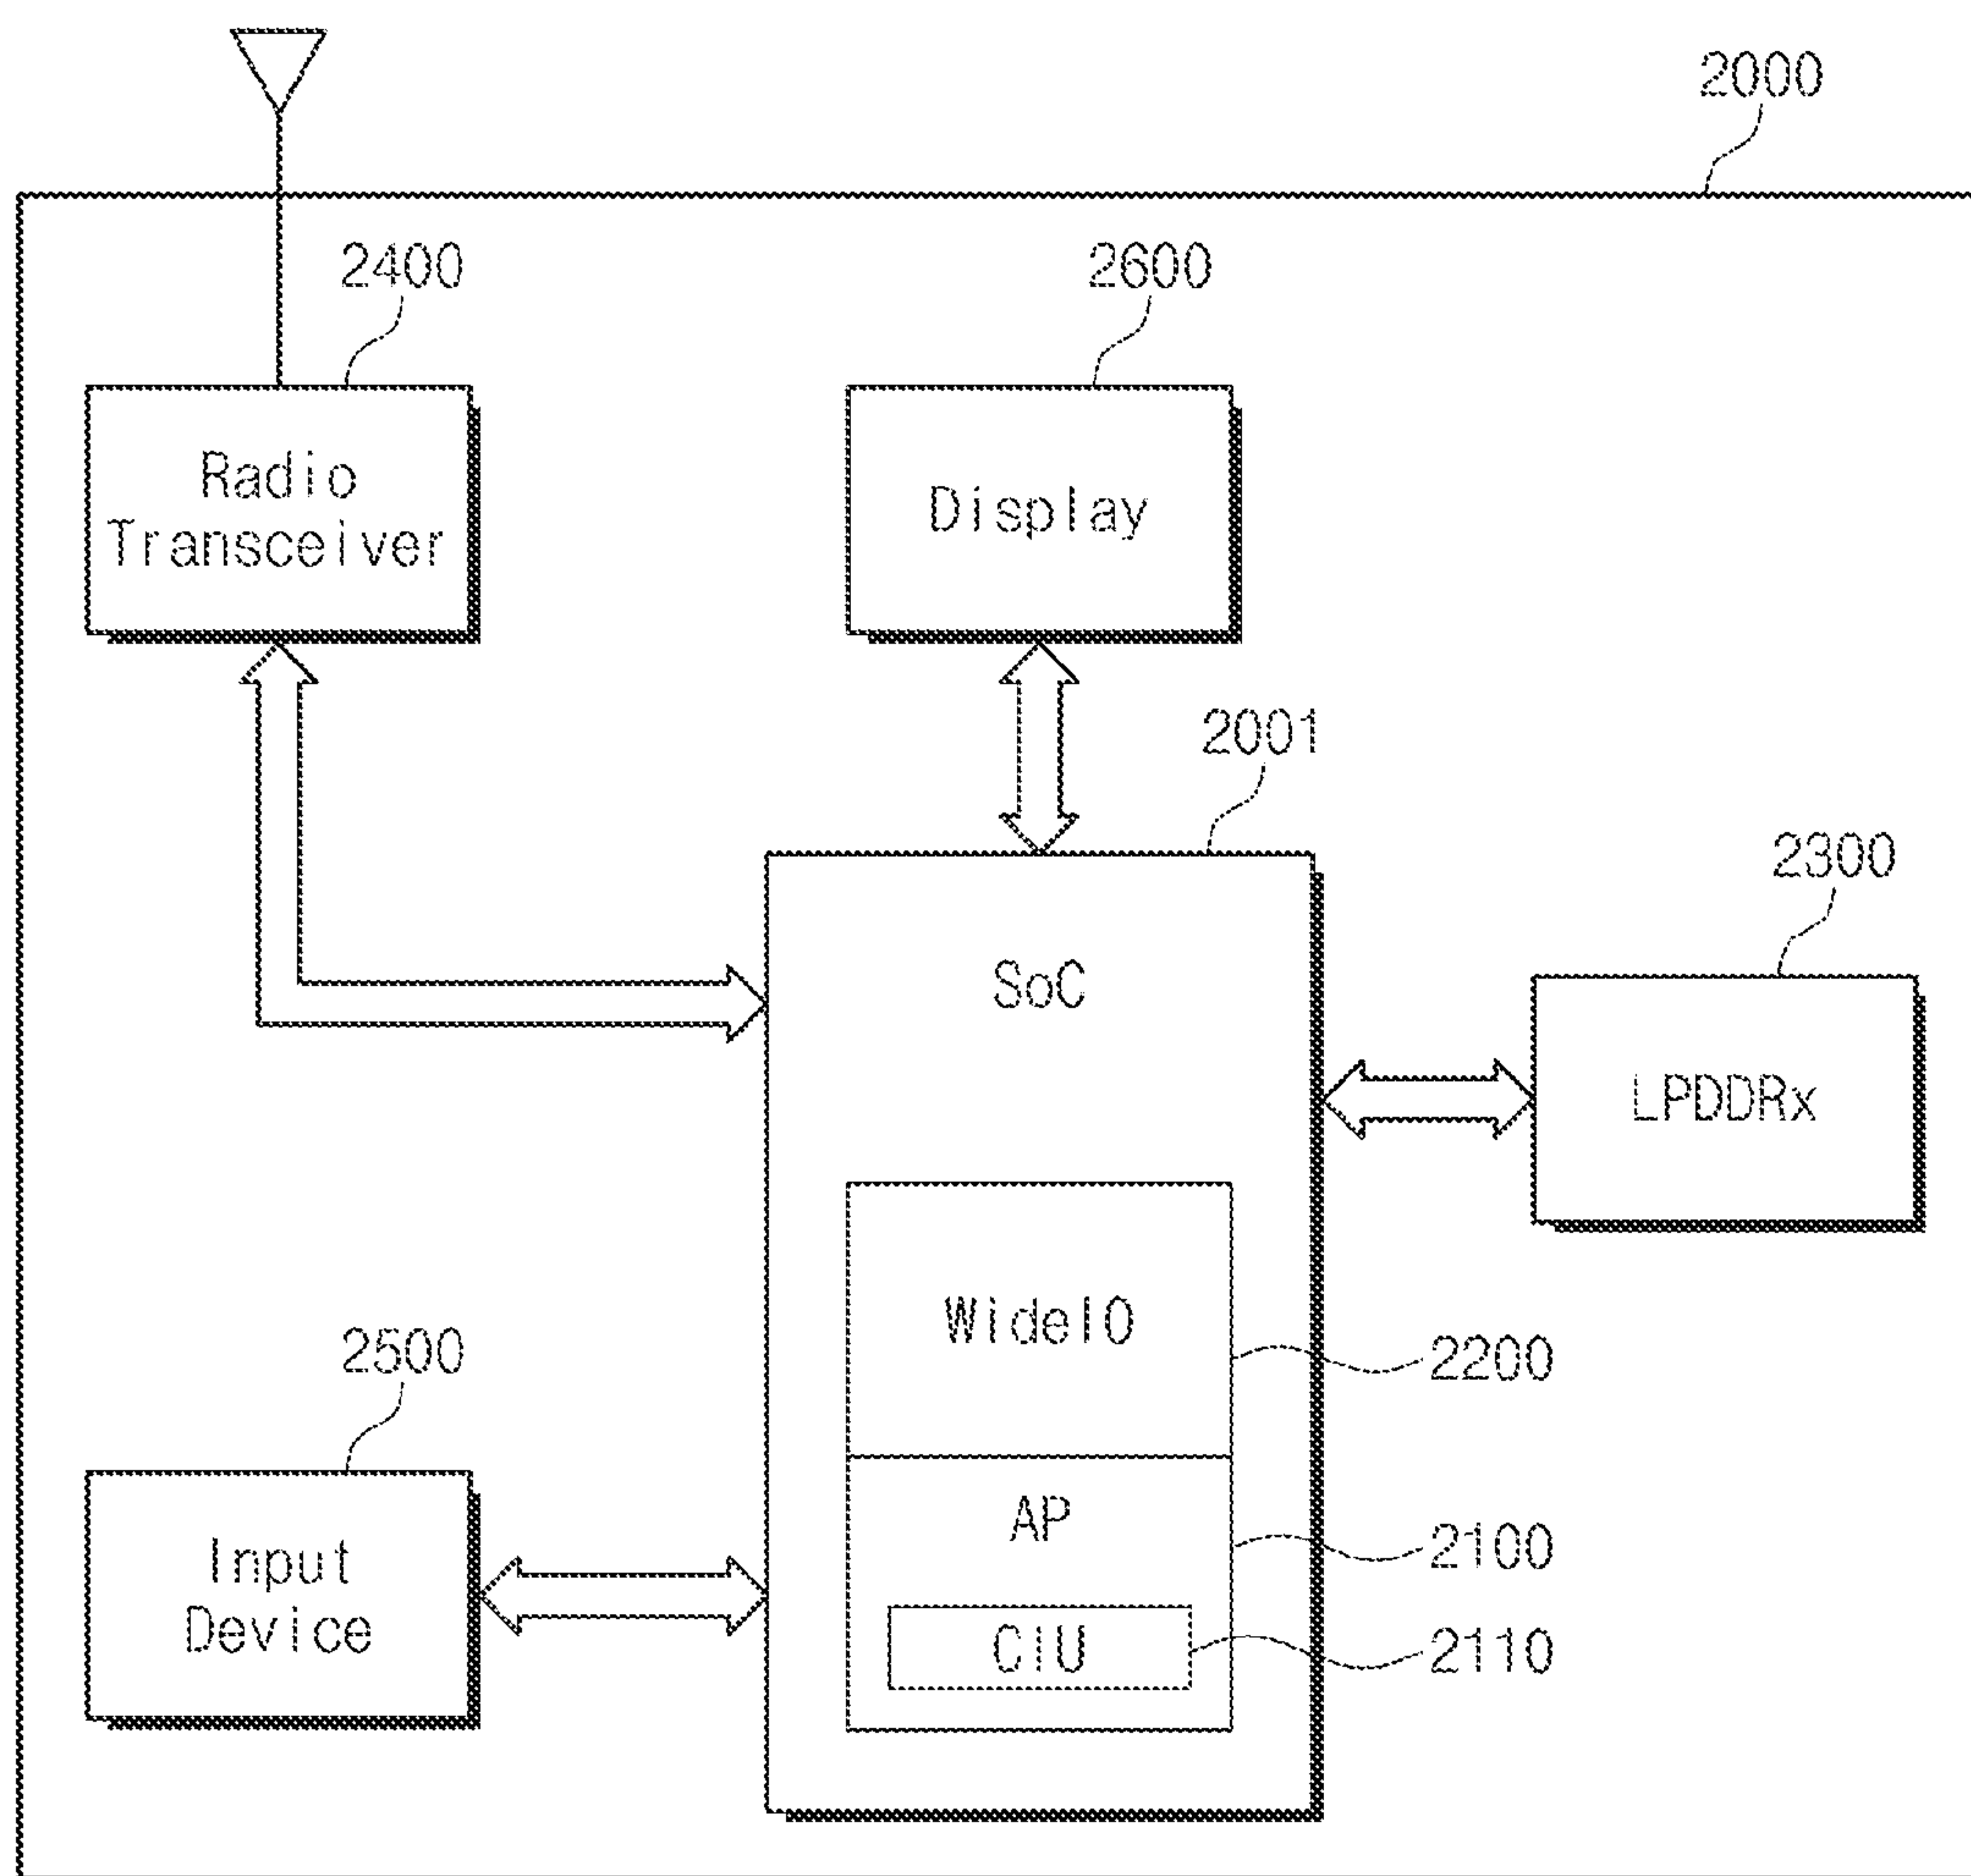 2000
2400
2600
Radio
Transceiver
Display
2001
2300
SoC
LPDDRx
WideIO
2200
2500
AP
2100
Input
Device
CIU
2110